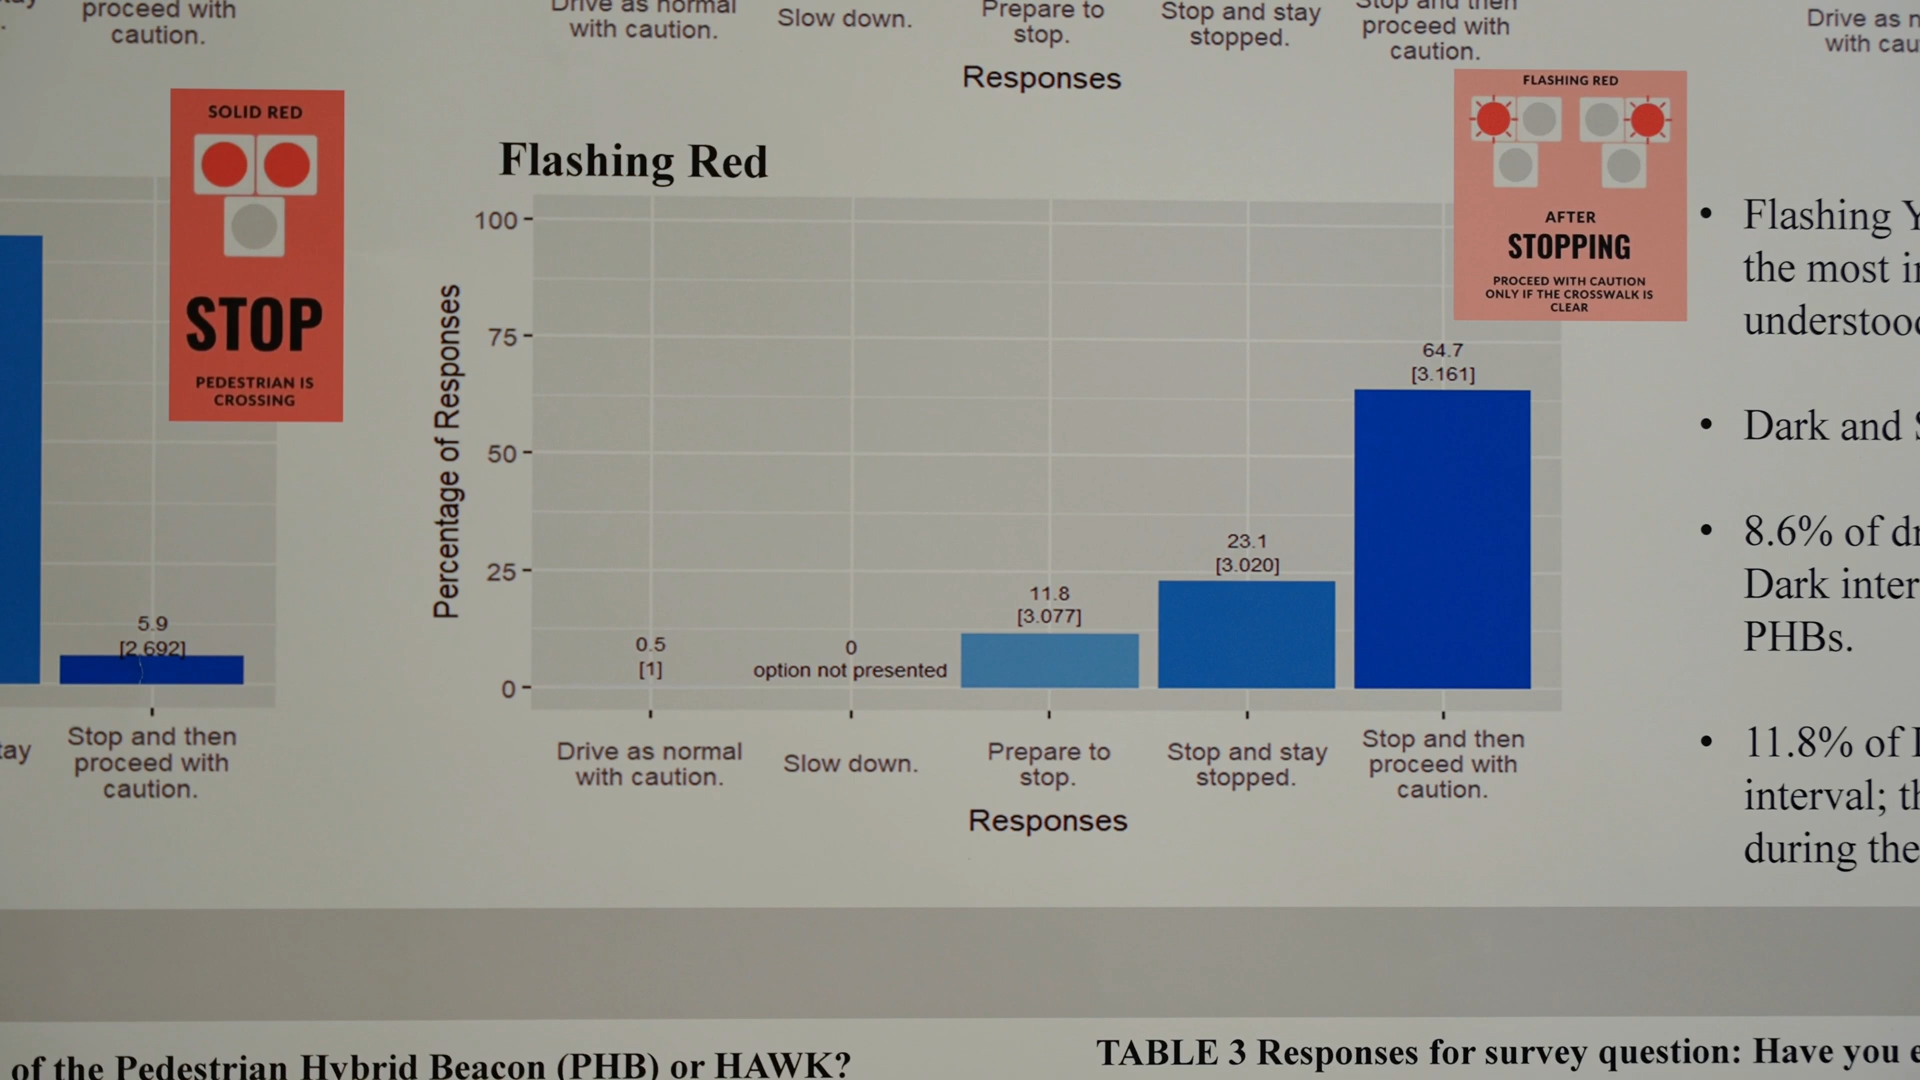 proceed with
caution.
Drive as normal
with caution.
Slow down.
Prepare to
stop.
Stop and stay
stopped.
Stop and then
proceed with
caution.
Responses
Drive as
with
SOLID RED
STOP
PEDESTRIAN IS
CROSSING
5.9
[2.692]
Stop and then
proceed with
caution.
Flashing Red
Percentage of Responses
100
75
50
25
0
0.5
[1]
0
option not presented
11.8
[3.077]
23.1
[3.020]
64.7
[3.161]
Drive as normal
with caution.
Slow down.
Prepare to
stop.
Stop and stay
stopped.
Stop and then
proceed with
caution.
Responses
FLASHING RED
AFTER
STOPPING
PROCEED WITH CAUTION
ONLY IF THE CROSSWALK IS
CLEAR
• Flashing
the most
understood
• Dark and
• 8.6% of
Dark
PHBs.
• 11.8% of
interval;
during the
of the Pedestrian Hybrid Beacon (PHB) or HAWK?
TABLE 3 Responses for survey question: Have you